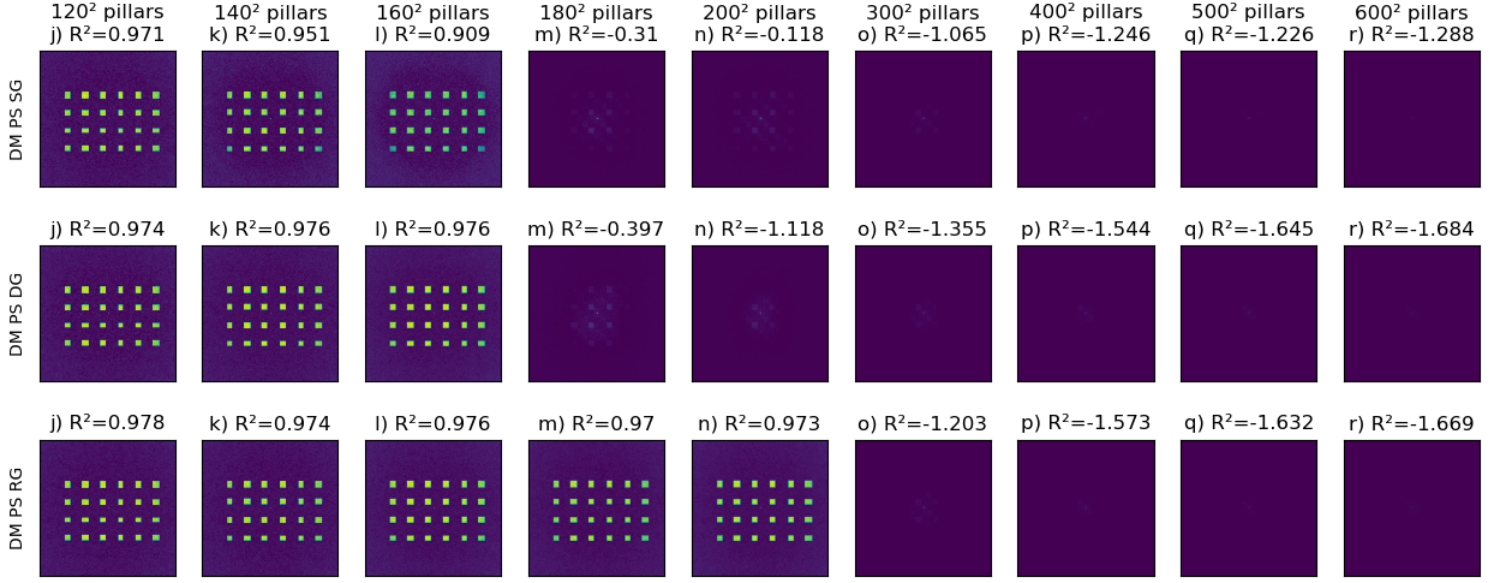 120² pillars 140² pillars 160² pillars 180² pillars 200² pillars 300² pillars 400² pillars 500² pillars 600² pillars
j) R²=0.971 k) R²=0.951 l) R²=0.909 m) R²=-0.31 n) R²=-0.118 o) R²=-1.065 p) R²=-1.246 q) R²=-1.226 r) R²=-1.288
DM PS SG
j) R²=0.974 k) R²=0.976 l) R²=0.976 m) R²=-0.397 n) R²=-1.118 o) R²=-1.355 p) R²=-1.544 q) R²=-1.645 r) R²=-1.684
DM PS DG
j) R²=0.978 k) R²=0.974 l) R²=0.976 m) R²=0.97 n) R²=0.973 o) R²=-1.203 p) R²=-1.573 q) R²=-1.632 r) R²=-1.669
DM PS RG